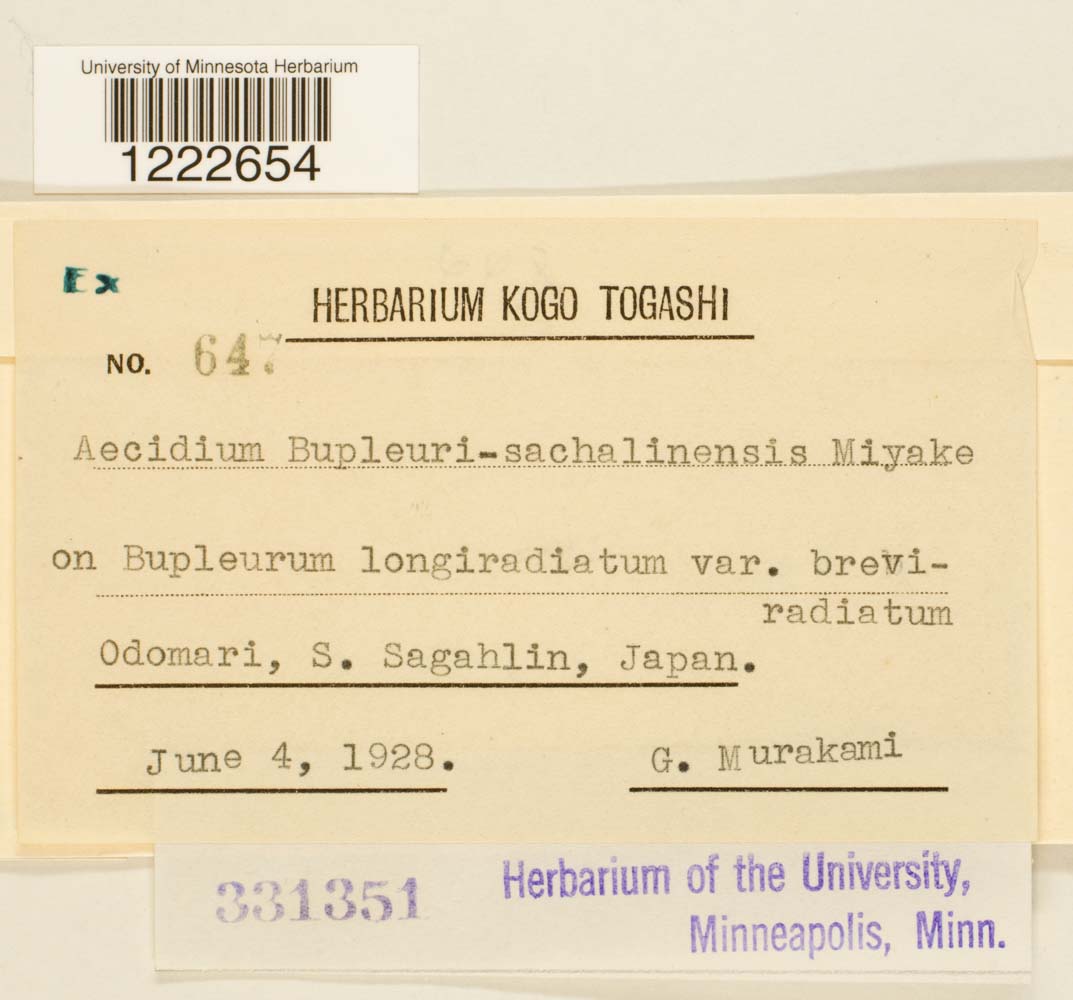 University of Minnesota Herbarium
1222654
Ex
HERBARIUM KOGO TOGASHI
NO. 647
Aecidium Bupleuri-sachalinensis Miyake
on Bupleurum longiradiatum var. brevi-
radiatum
Odomari, S. Sagahlin, Japan.
June 4, 1928. G. Murakami
331351 Herbarium of the University,
Minneapolis, Minn.